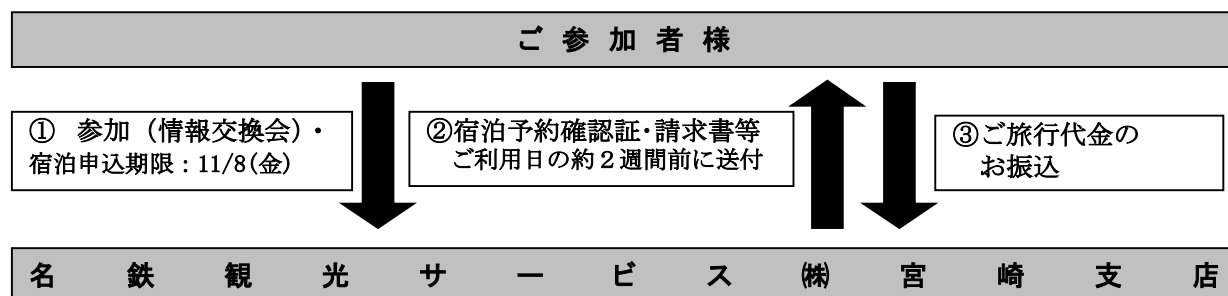 ご参加者様
① 参加（情報交換会）・
宿泊申込期限：11/8(金)
②宿泊予約確認証・請求書等
ご利用日の約２週間前に送付
③ご旅行代金の
お振込
名鉄観光サービス㈱宮崎支店